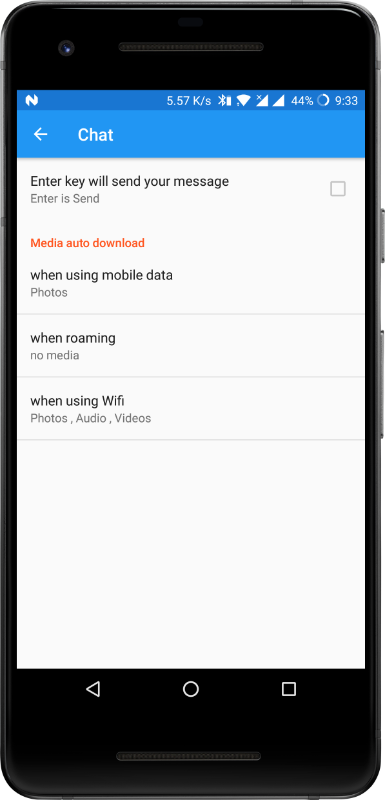 5.57 K/s 44% 9:33
Chat
Enter key will send your message
Enter is Send
Media auto download
when using mobile data
Photos
when roaming
no media
when using Wifi
Photos , Audio , Videos